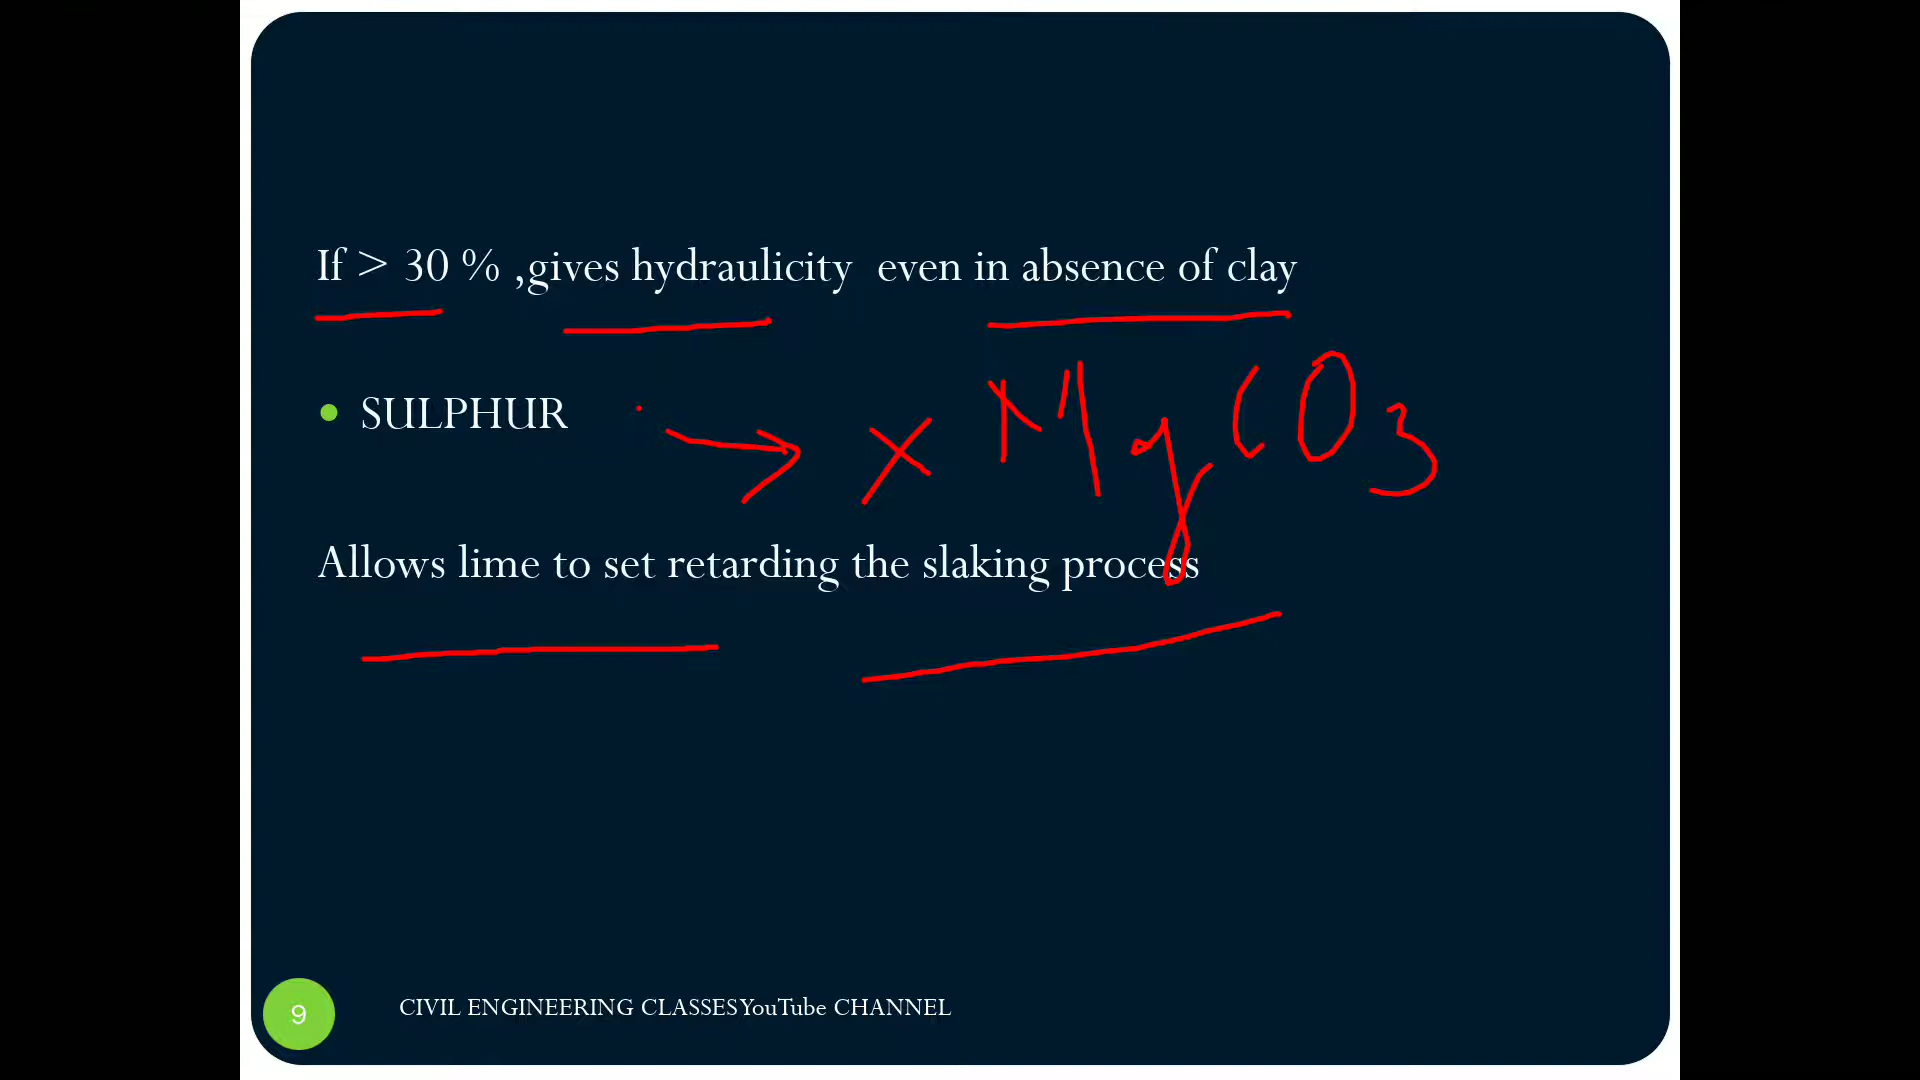 If > 30 % ,gives hydraulicity even in absence of clay
SULPHUR → × MgCO3
Allows lime to set retarding the slaking process
9 CIVIL ENGINEERING CLASSES YouTube CHANNEL